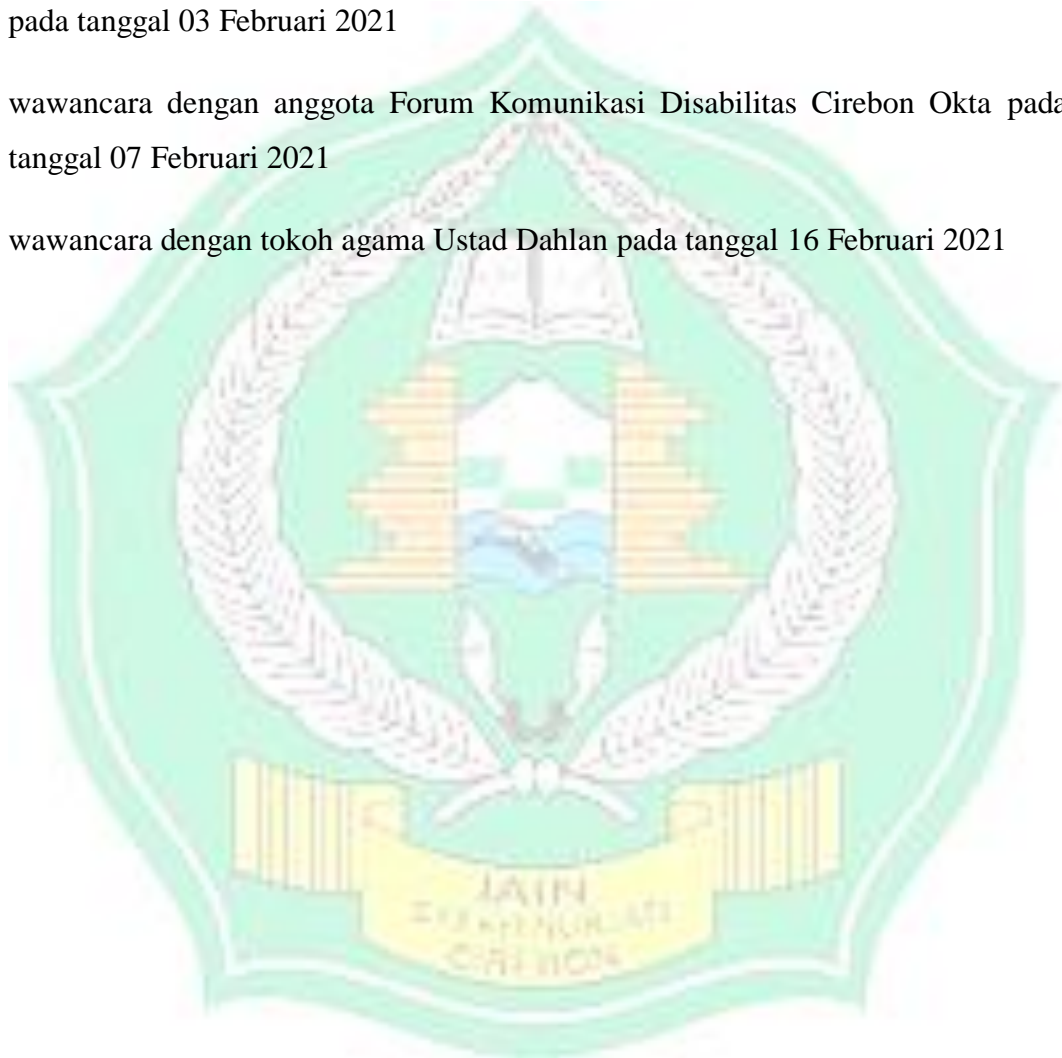 pada tanggal 03 Februari 2021
wawancara dengan anggota Forum Komunikasi Disabilitas Cirebon Okta pada
tanggal 07 Februari 2021
wawancara dengan tokoh agama Ustad Dahlan pada tanggal 16 Februari 2021
IAIN
CIREBON